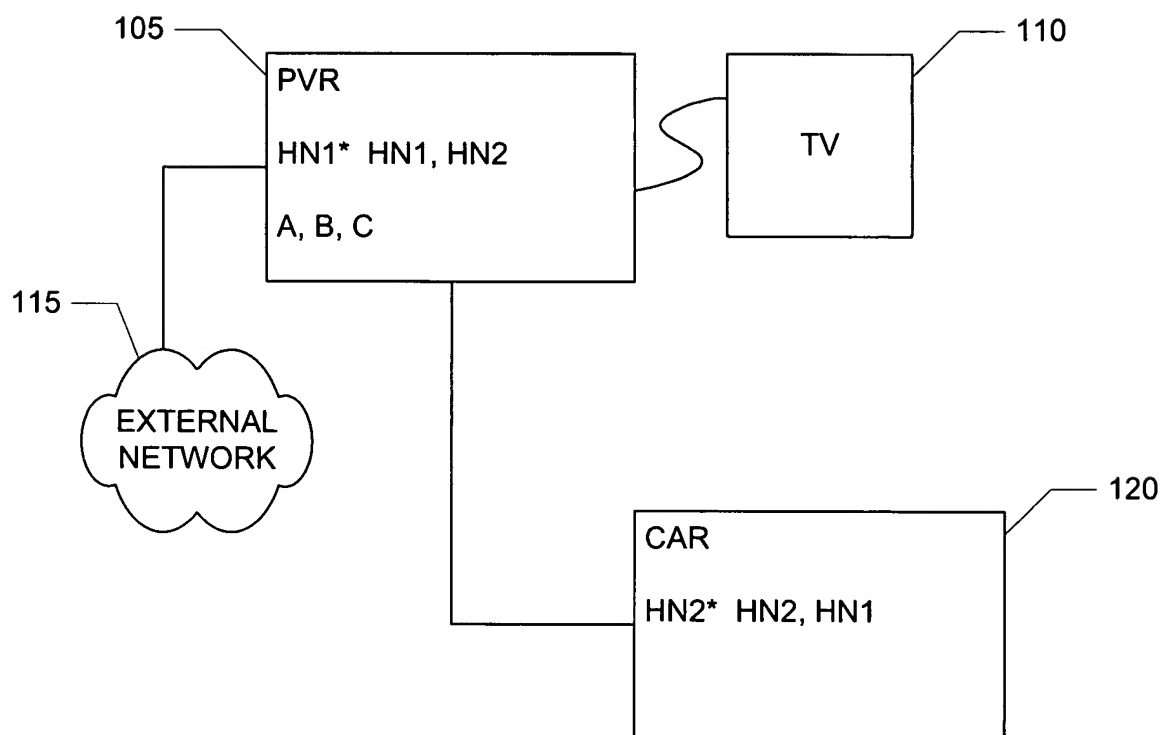 105
110
PVR
HN1* HN1, HN2
TV
A, B, C
115
EXTERNAL
NETWORK
120
CAR
HN2* HN2, HN1